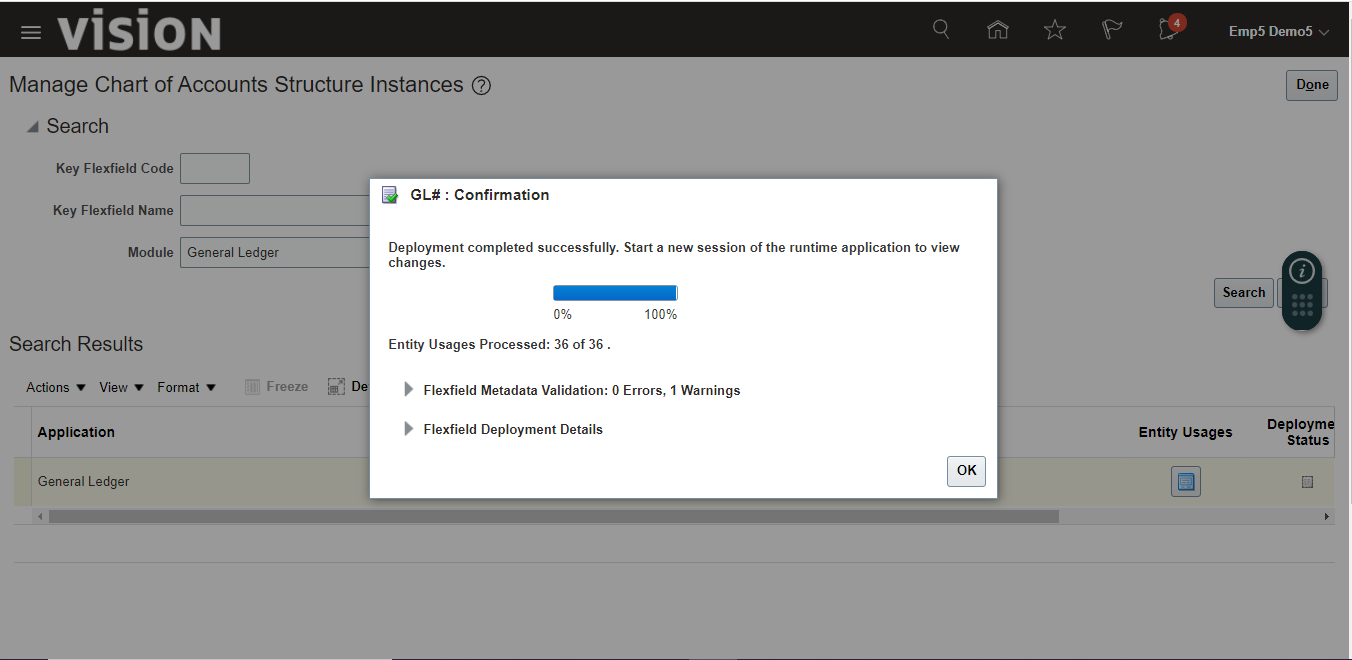 VISION
4
Emp5 Demo5
Manage Chart of Accounts Structure Instances ?
Done
Search
Key Flexfield Code
Key Flexfield Name
Module General Ledger
GL# : Confirmation
Deployment completed successfully. Start a new session of the runtime application to view
changes.
0% 100%
Entity Usages Processed: 36 of 36 .
Flexfield Metadata Validation: 0 Errors, 1 Warnings
Flexfield Deployment Details
OK
i
Search
Search Results
Actions View Format Freeze De
Application Entity Usages Deployme
Status
General Ledger